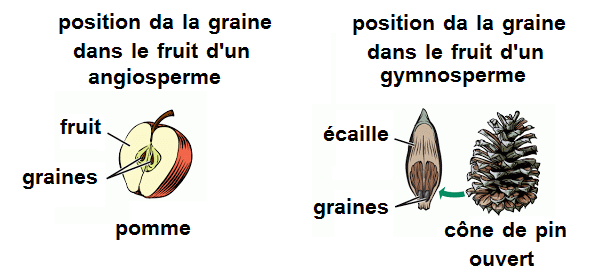 position da la graine
dans le fruit d'un
angiosperme
fruit
graines
pomme
position da la graine
dans le fruit d'un
gymnosperme
écaille
graines
cône de pin
ouvert